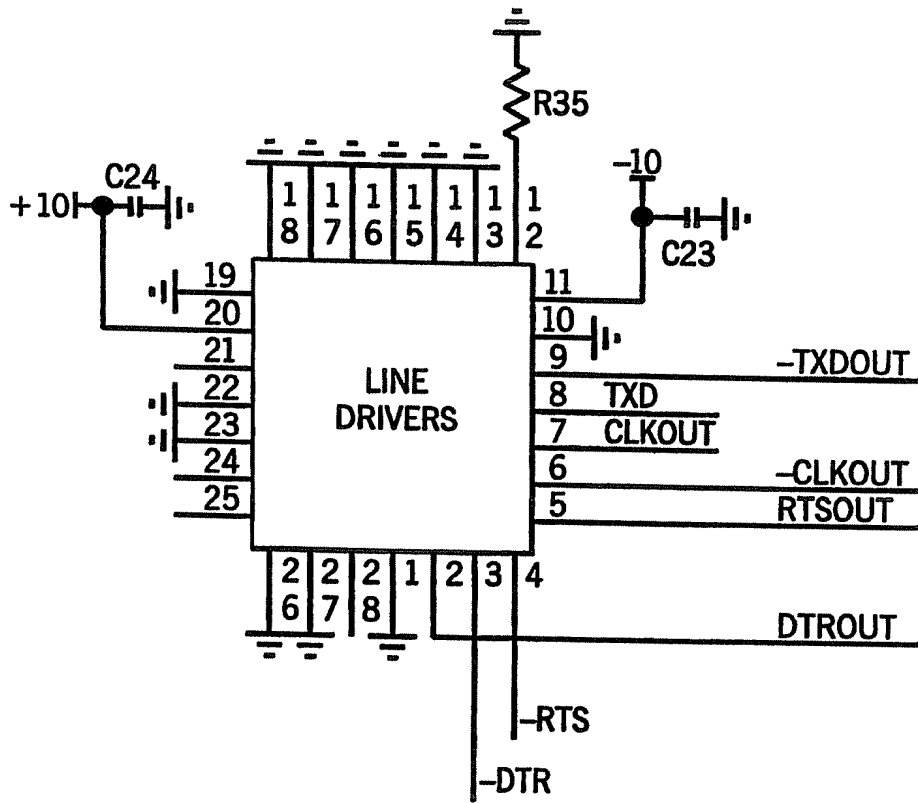 R35
C24
-10
+10
1 1 1 1 1 1 1
8 7 6 5 4 3 2
C23
19
11
20
10
21
9
-TXDOUT
22
LINE
DRIVERS
8
TXD
23
7
CLKOUT
24
6
-CLKOUT
25
5
RTSOUT
2 2 2 1 2 3 4
6 7 8
DTROUT
-RTS
-DTR